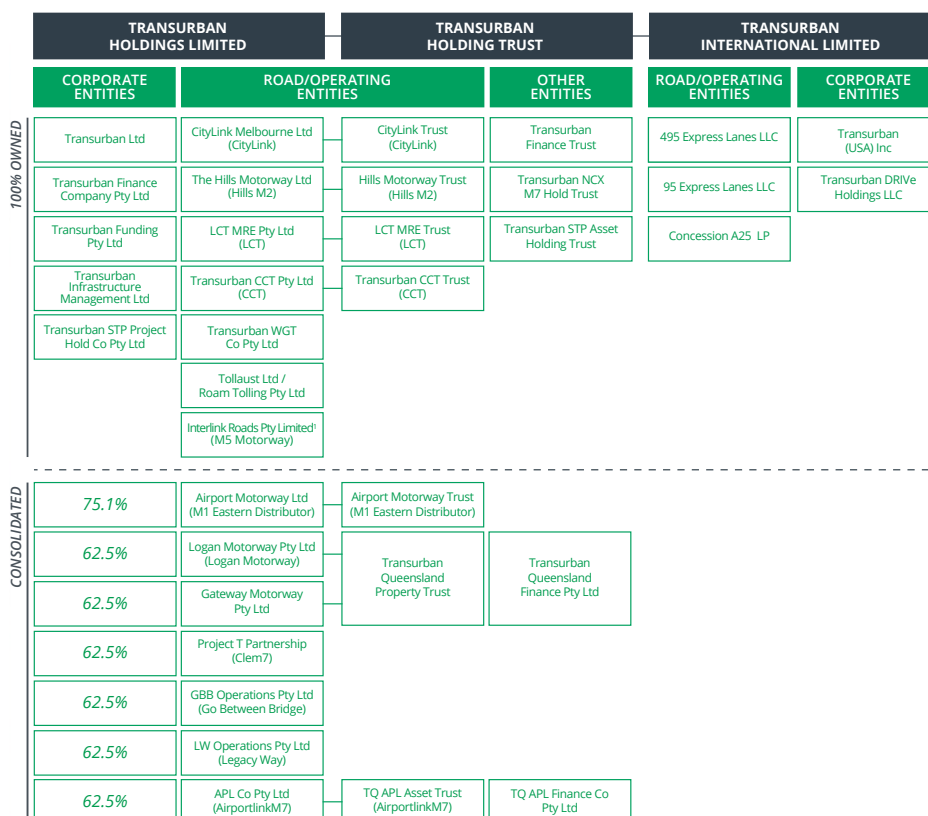 TRANSURBAN
HOLDINGS LIMITED
TRANSURBAN
HOLDING TRUST
TRANSURBAN
INTERNATIONAL LIMITED
CORPORATE
ENTITIES
ROAD/OPERATING
ENTITIES
OTHER
ENTITIES
ROAD/OPERATING
ENTITIES
CORPORATE
ENTITIES
100% OWNED
Transurban Ltd
CityLink Melbourne Ltd
(CityLink)
CityLink Trust
(CityLink)
Transurban
Finance Trust
495 Express Lanes LLC
Transurban
(USA) Inc
Transurban Finance
Company Pty Ltd
The Hills Motorway Ltd
(Hills M2)
Hills Motorway Trust
(Hills M2)
Transurban NCX
M7 Hold Trust
95 Express Lanes LLC
Transurban DRIVe
Holdings LLC
Transurban Funding
Pty Ltd
LCT MRE Pty Ltd
(LCT)
LCT MRE Trust
(LCT)
Transurban STP Asset
Holding Trust
Concession A25 LP
Transurban
Infrastructure
Management Ltd
Transurban CCT Pty Ltd
(CCT)
Transurban CCT Trust
(CCT)
Transurban STP Project
Hold Co Pty Ltd
Transurban WGT
Co Pty Ltd
Tollaust Ltd /
Roam Tolling Pty Ltd
Interlink Roads Pty Limited¹
(M5 Motorway)
CONSOLIDATED
75.1%
Airport Motorway Ltd
(M1 Eastern Distributor)
Airport Motorway Trust
(M1 Eastern Distributor)
62.5%
Logan Motorway Pty Ltd
(Logan Motorway)
Transurban
Queensland
Property Trust
Transurban
Queensland
Finance Pty Ltd
62.5%
Gateway Motorway
Pty Ltd
62.5%
Project T Partnership
(Clem7)
62.5%
GBB Operations Pty Ltd
(Go Between Bridge)
62.5%
LW Operations Pty Ltd
(Legacy Way)
62.5%
APL Co Pty Ltd
(AirportlinkM7)
TQ APL Asset Trust
(AirportlinkM7)
TQ APL Finance Co
Pty Ltd